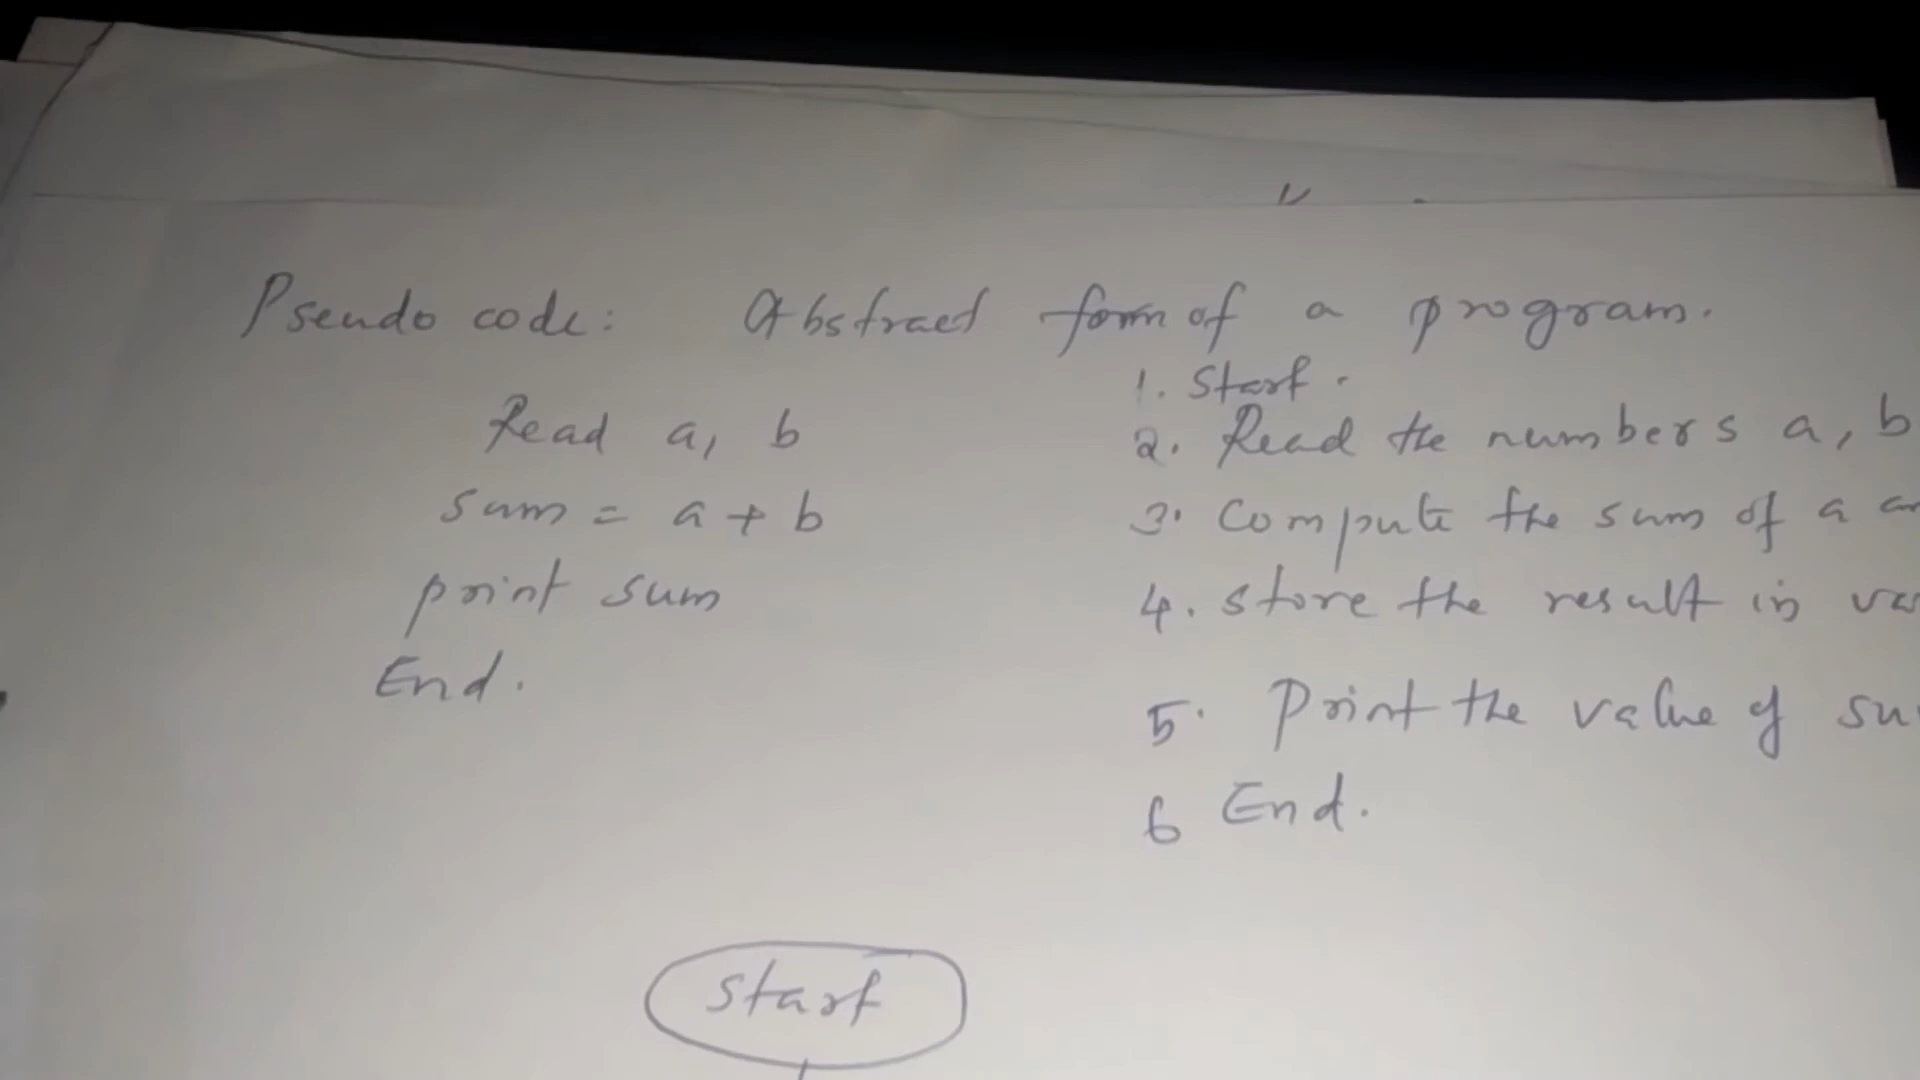 Pseudo code: Abstract form of a program.
Read a, b
sum = a + b
print sum
End.
1. Start.
2. Read the numbers a, b
3. Compute the sum of a
4. store the result in
5. Print the value of
6 End.
Start